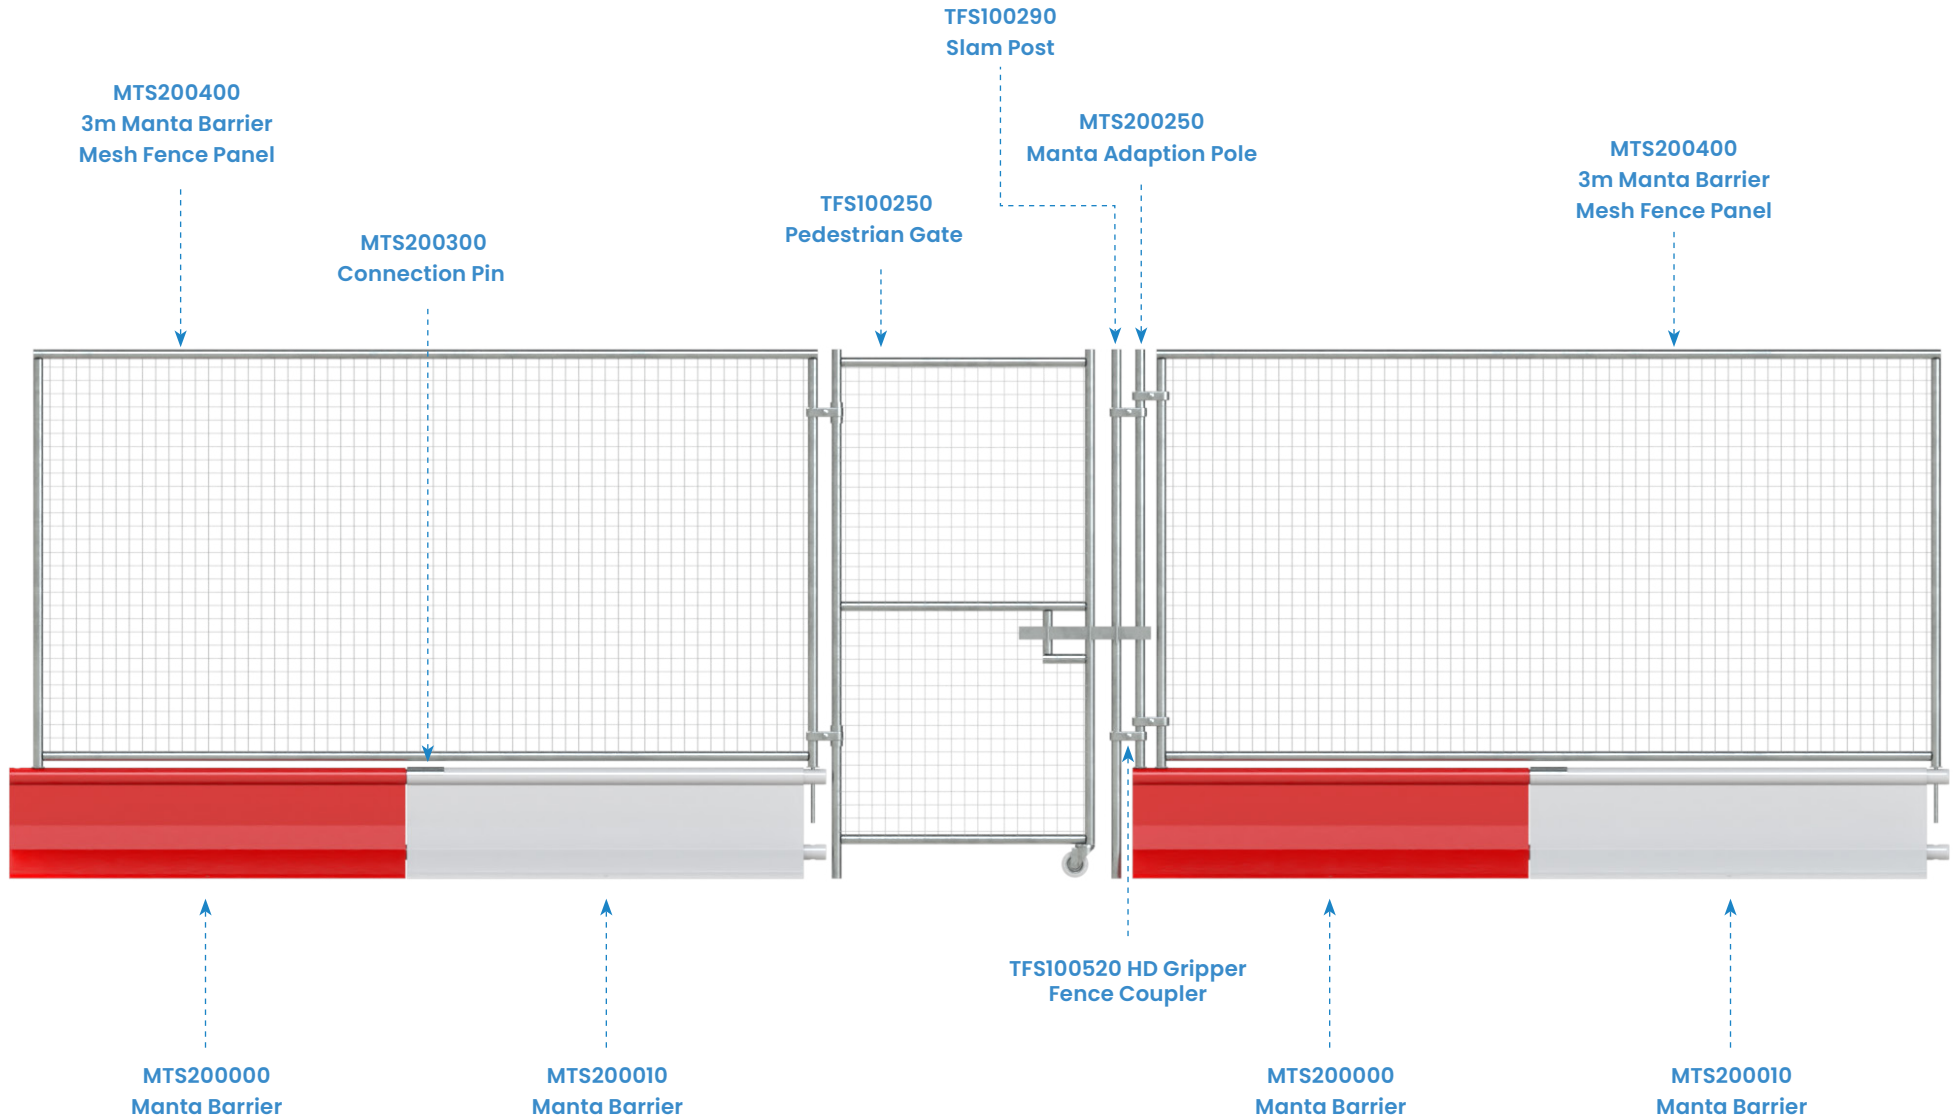 TFS100290
Slam Post
MTS200400
3m Manta Barrier
Mesh Fence Panel
MTS200250
Manta Adaption Pole
MTS200400
3m Manta Barrier
Mesh Fence Panel
TFS100250
Pedestrian Gate
MTS200300
Connection Pin
TFS100520 HD Gripper
Fence Coupler
MTS200000
Manta Barrier
MTS200010
Manta Barrier
MTS200000
Manta Barrier
MTS200010
Manta Barrier